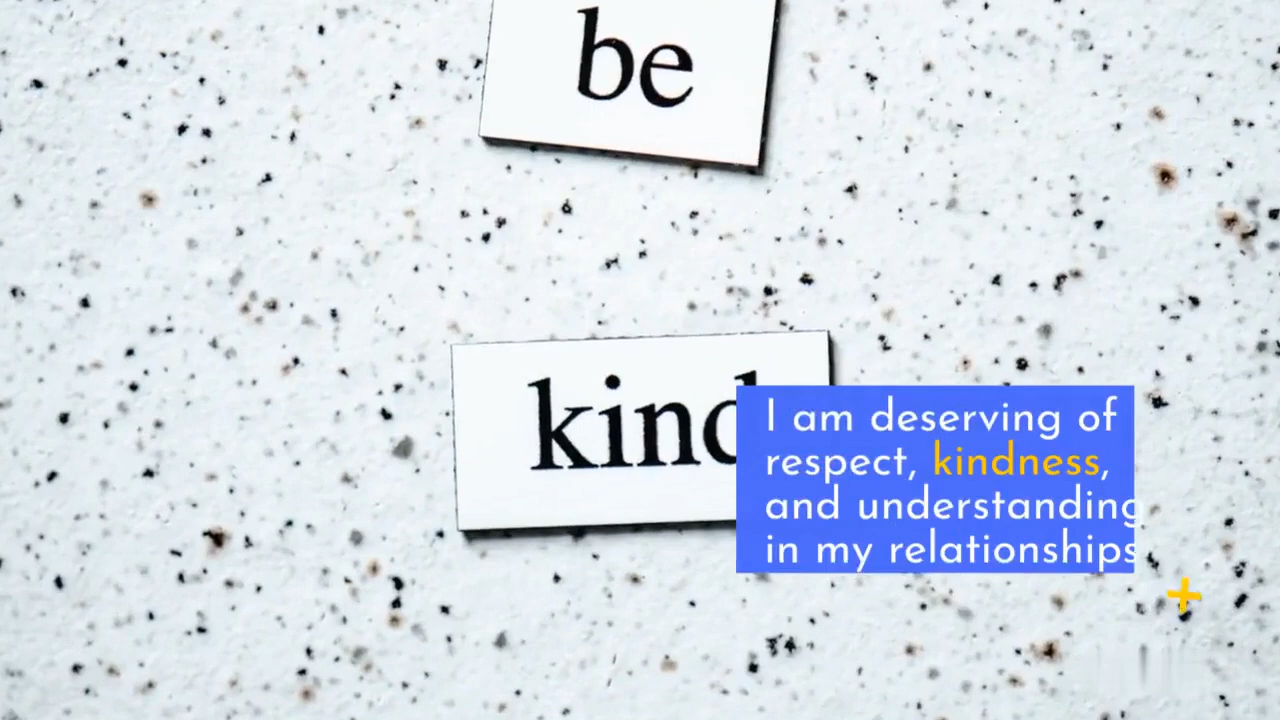 be
kind
I am deserving of
respect, kindness,
and understanding
in my relationships